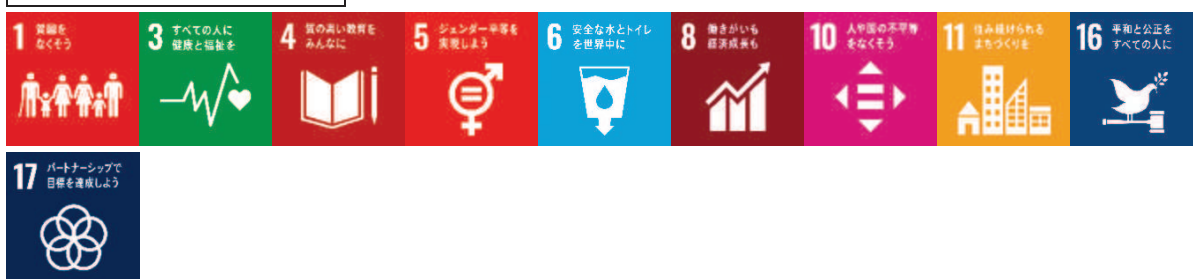 1 貧困を
なくそう
3 すべての人に
健康と福祉を
4 質の高い教育を
みんなに
5 ジェンダー平等を
実現しよう
6 安全な水とトイレ
を世界中に
8 働きがいも
経済成長も
10 人や国の不平等
をなくそう
11 住み続けられる
まちづくりを
16 平和と公正を
すべての人に
17 パートナーシップで
目標を達成しよう